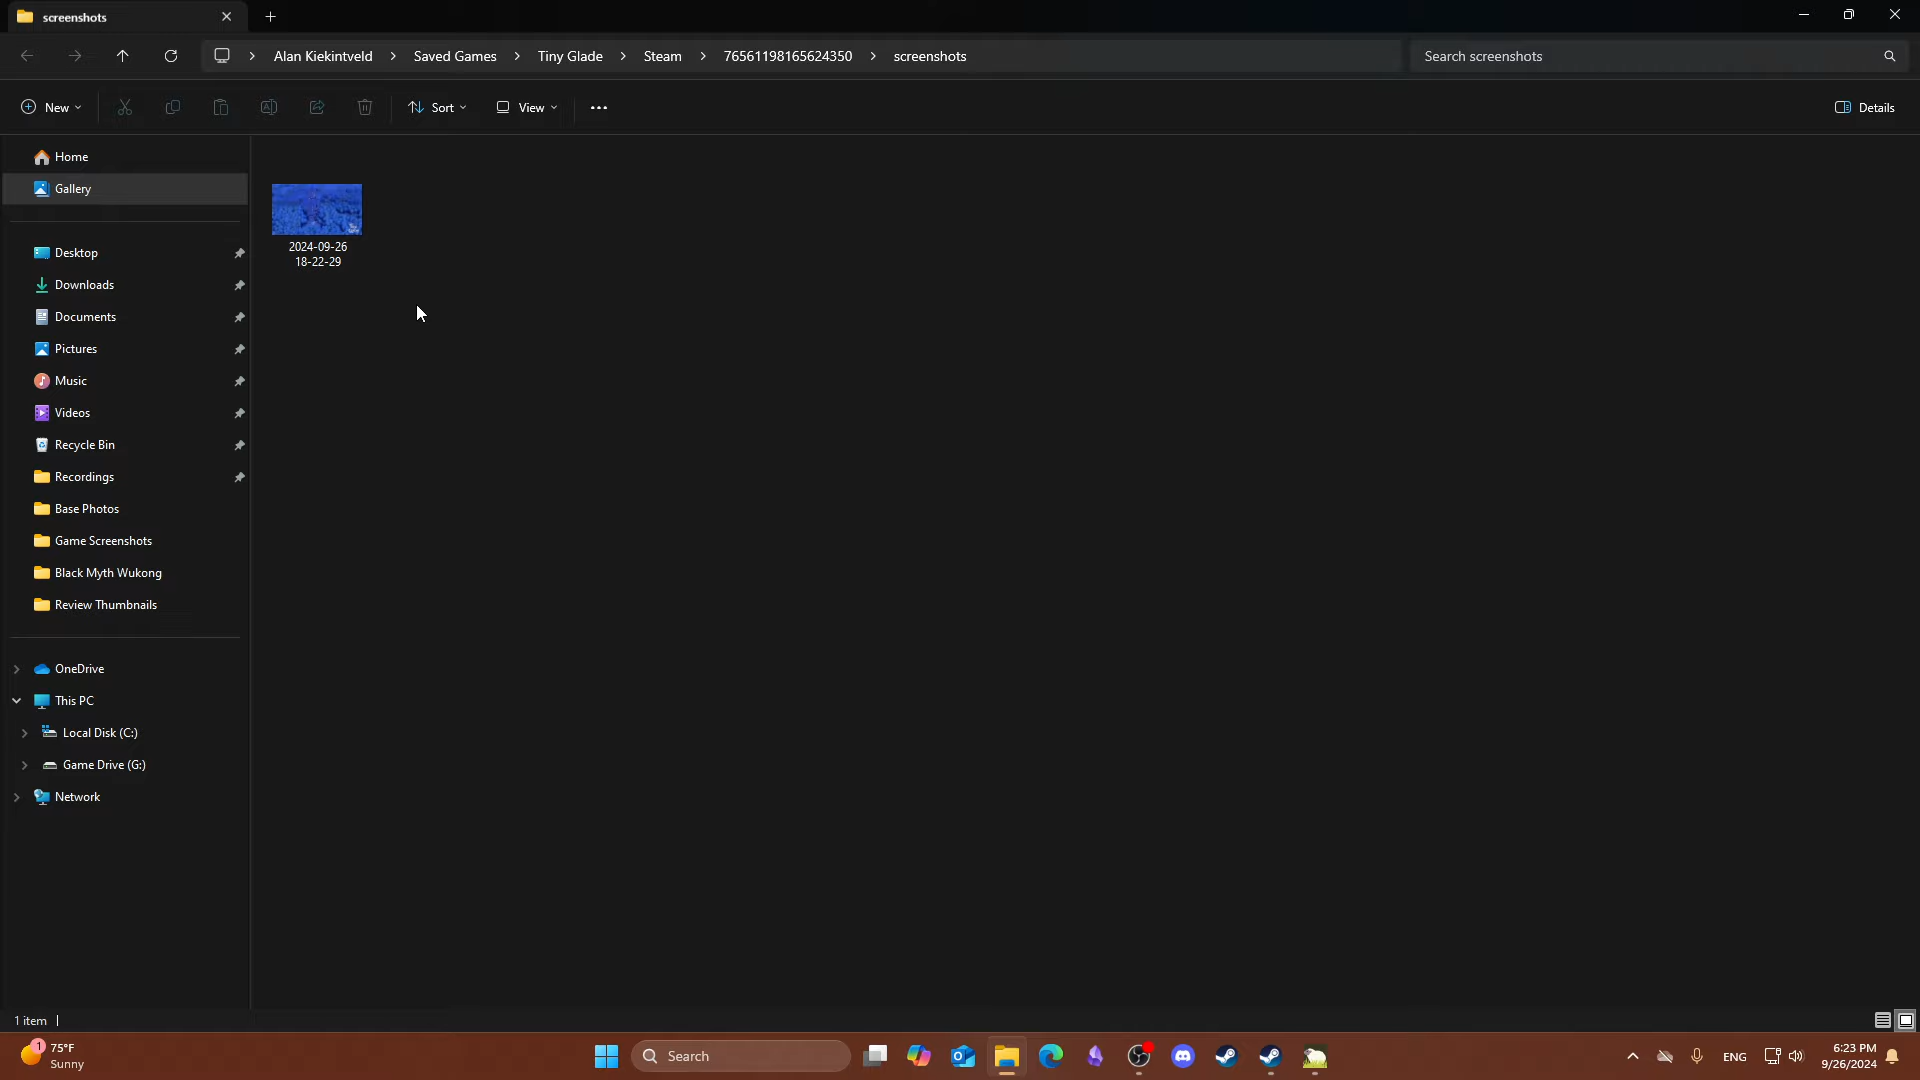 screenshots
Alan Kiekintveld > Saved Games > Tiny Glade > Steam > 76561198165624350 > screenshots
Search screenshots
New
Sort
View
Details
Home
Gallery
2024-09-26
18-22-29
Desktop
Downloads
Documents
Pictures
Music
Videos
Recycle Bin
Recordings
Base Photos
Game Screenshots
Black Myth Wukong
Review Thumbnails
OneDrive
This PC
Local Disk (C:)
Game Drive (G:)
Network
1 item
1
75°F
Sunny
Search
ENG
6:23 PM
9/26/2024